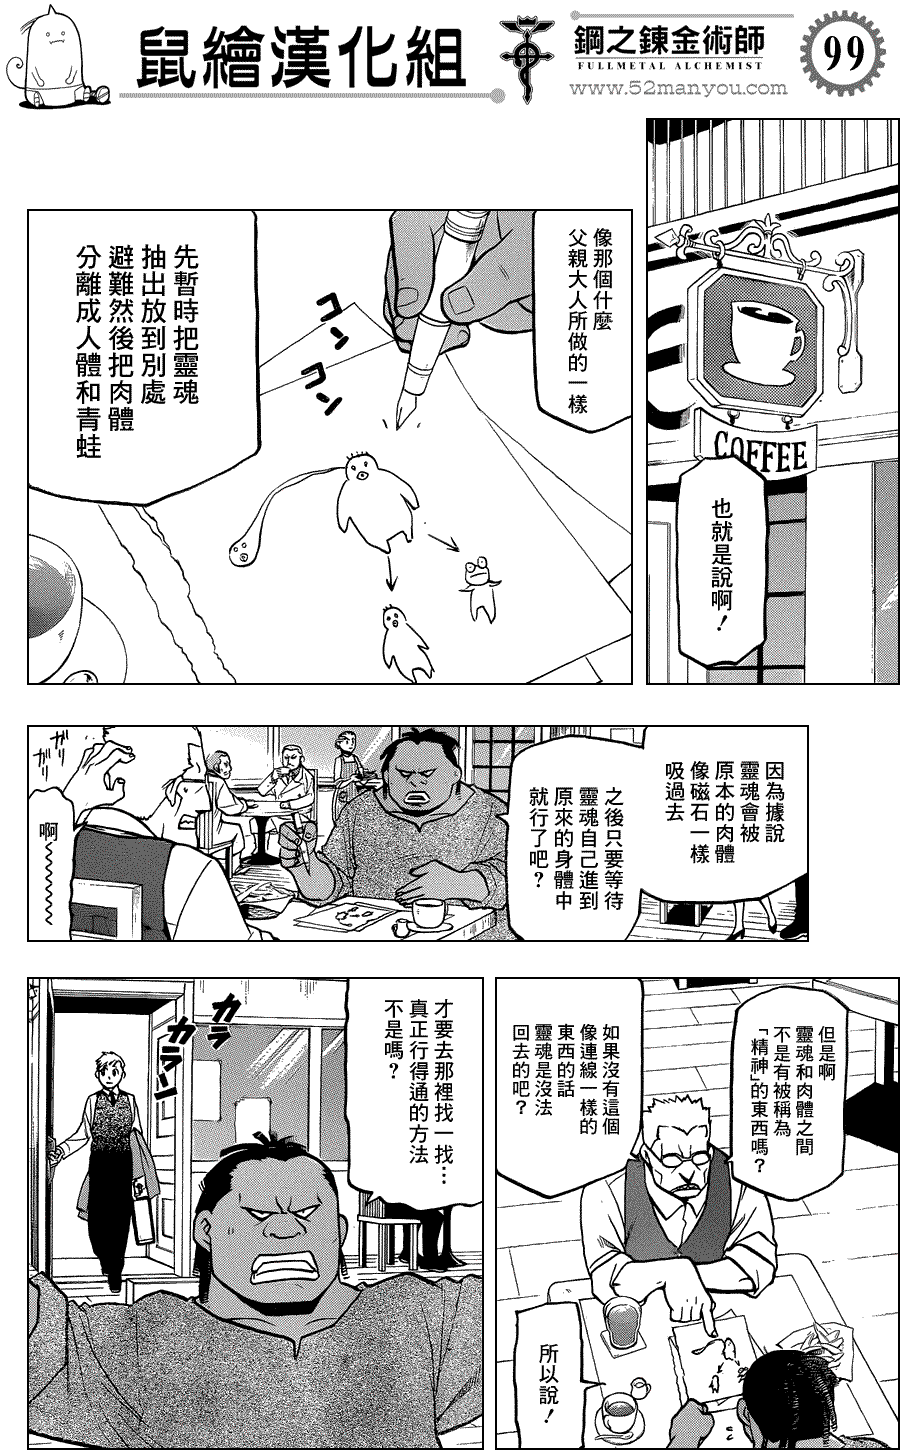 鼠繪漢化組
鋼之鍊金術師
FULLMETAL ALCHEMIST
www.52manyou.com
99
COFFEE
也就是說啊！
像那個什麼
父親大人所做的一樣
コンコン
先暫時把靈魂
抽出放到別處
避難然後把肉體
分離成人體和青蛙
因為據說
靈魂會被
原本的肉體
像磁石一樣
吸過去
之後只要等待
靈魂自己進到
原來的身體中
就行了吧？
ガリガリ
啊~~~~~
但是啊
靈魂和肉體之間
不是有被稱為
「精神」的東西嗎？
如果沒有這個
像連線一樣的
東西的話
靈魂是沒法
回去的吧？
所以說！
才要去那裡找一找…
真正行得通的方法
不是嗎？
カラーン
カラーン